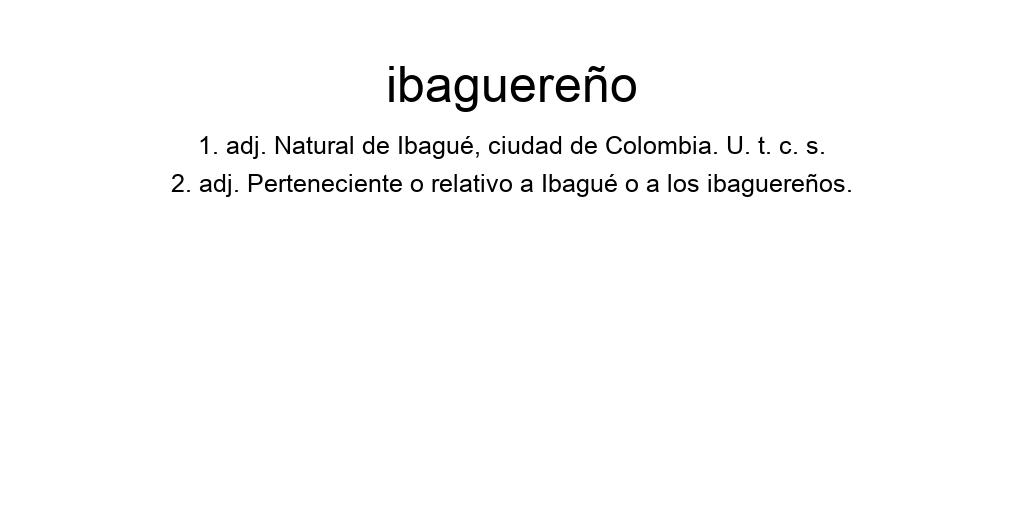 ibaguereño
1. adj. Natural de Ibagué, ciudad de Colombia. U. t. c. s.
2. adj. Perteneciente o relativo a Ibagué o a los ibaguereños.